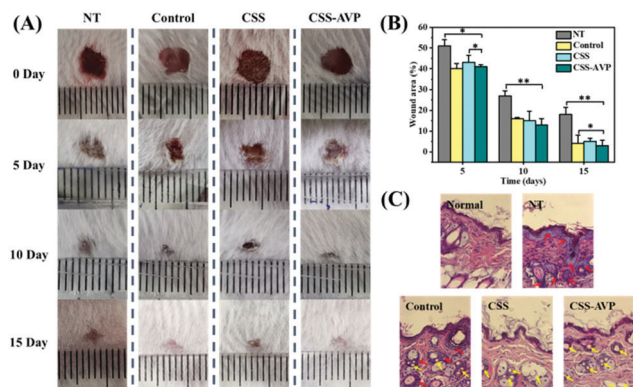 (A)
NT
Control
CSS
CSS-AVP
0 Day
5 Day
10 Day
15 Day
(B)
Wound area (%)
50
40
30
20
10
0
NT
Control
CSS
CSS-AVP
*
*
**
**
*
5
10
15
Time (days)
(C)
Normal
NT
Control
CSS
CSS-AVP